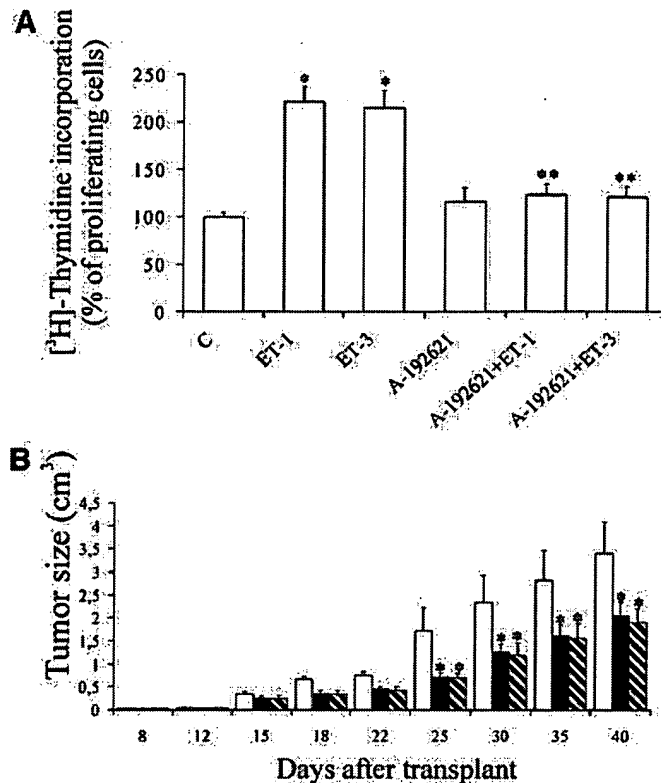 A
[³H]-Thymidine incorporation
(% of proliferating cells)
250
200
150
100
50
0
*
*
**
**
C
ET-1
ET-3
A-192621
A-192621+ET-1
A-192621+ET-3
B
Tumor size (cm³)
4,5
4
3,5
3
2,5
2
1,5
1
0,5
0
* *
* *
* *
* *
8 12 15 18 22 25 30 35 40
Days after transplant